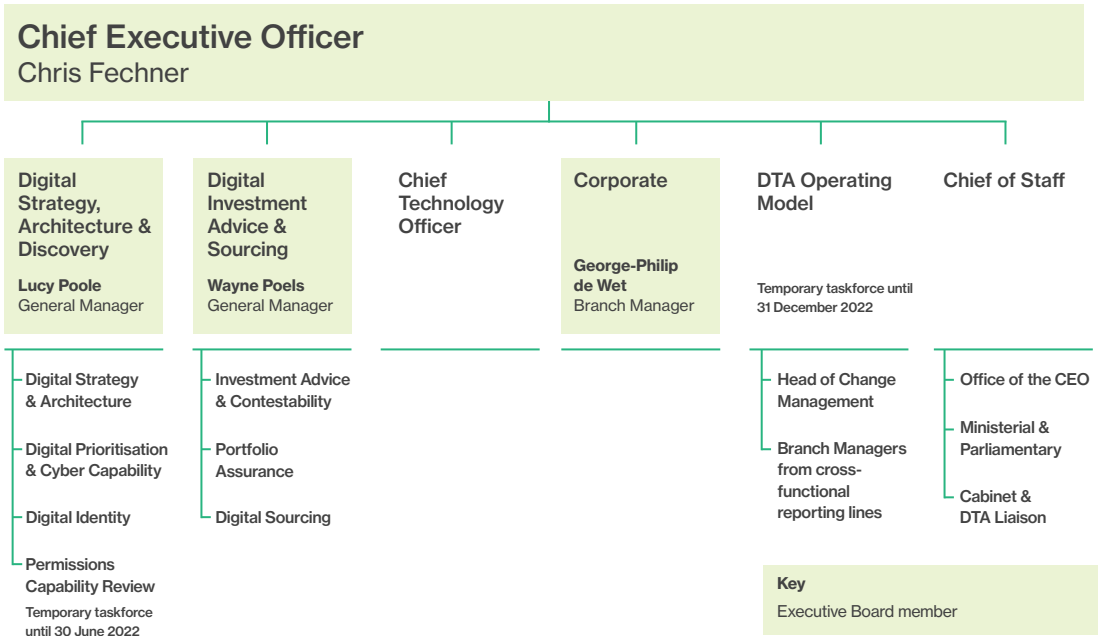 Chief Executive Officer
Chris Fechner
Digital
Strategy,
Architecture &
Discovery
Lucy Poole
General Manager
Digital
Investment
Advice &
Sourcing
Wayne Poels
General Manager
Chief
Technology
Officer
Corporate
George-Philip
de Wet
Branch Manager
DTA Operating
Model
Temporary taskforce until
31 December 2022
Chief of Staff
Digital Strategy
& Architecture
Digital Prioritisation
& Cyber Capability
Digital Identity
Permissions
Capability Review
Temporary taskforce
until 30 June 2022
Investment Advice
& Contestability
Portfolio
Assurance
Digital Sourcing
Head of Change
Management
Branch Managers
from cross-
functional
reporting lines
Office of the CEO
Ministerial &
Parliamentary
Cabinet &
DTA Liaison
Key
Executive Board member